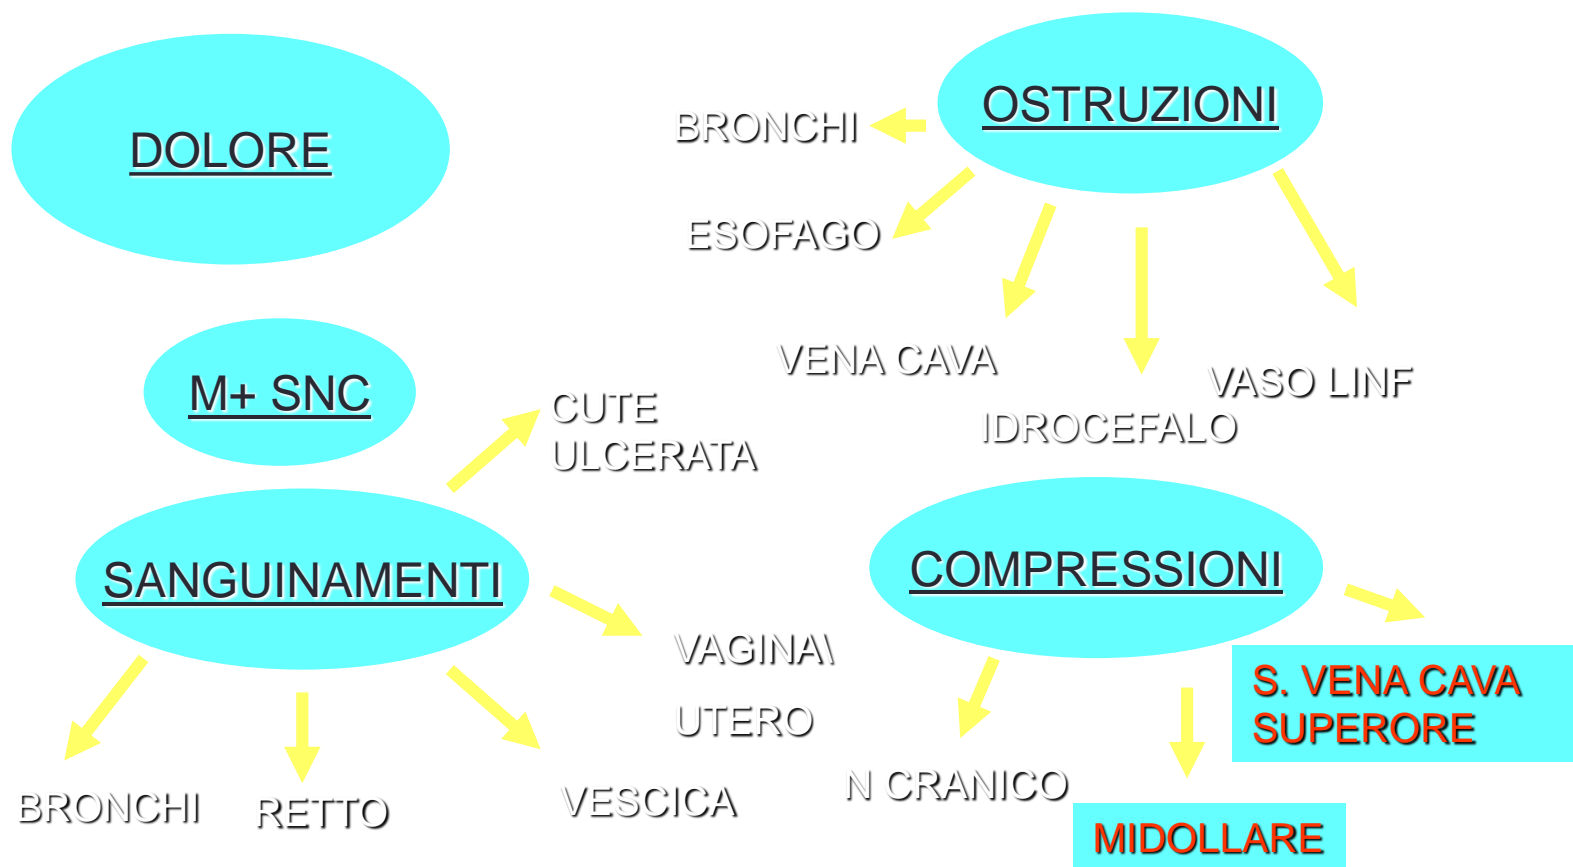 DOLORE
OSTRUZIONI
BRONCHI
ESOFAGO
VENA CAVA
IDROCEFALO
VASO LINF
M+ SNC
CUTE
ULCERATA
SANGUINAMENTI
VAGINA\
UTERO
BRONCHI
RETTO
VESCICA
COMPRESSIONI
S. VENA CAVA
SUPERORE
N CRANICO
MIDOLLARE